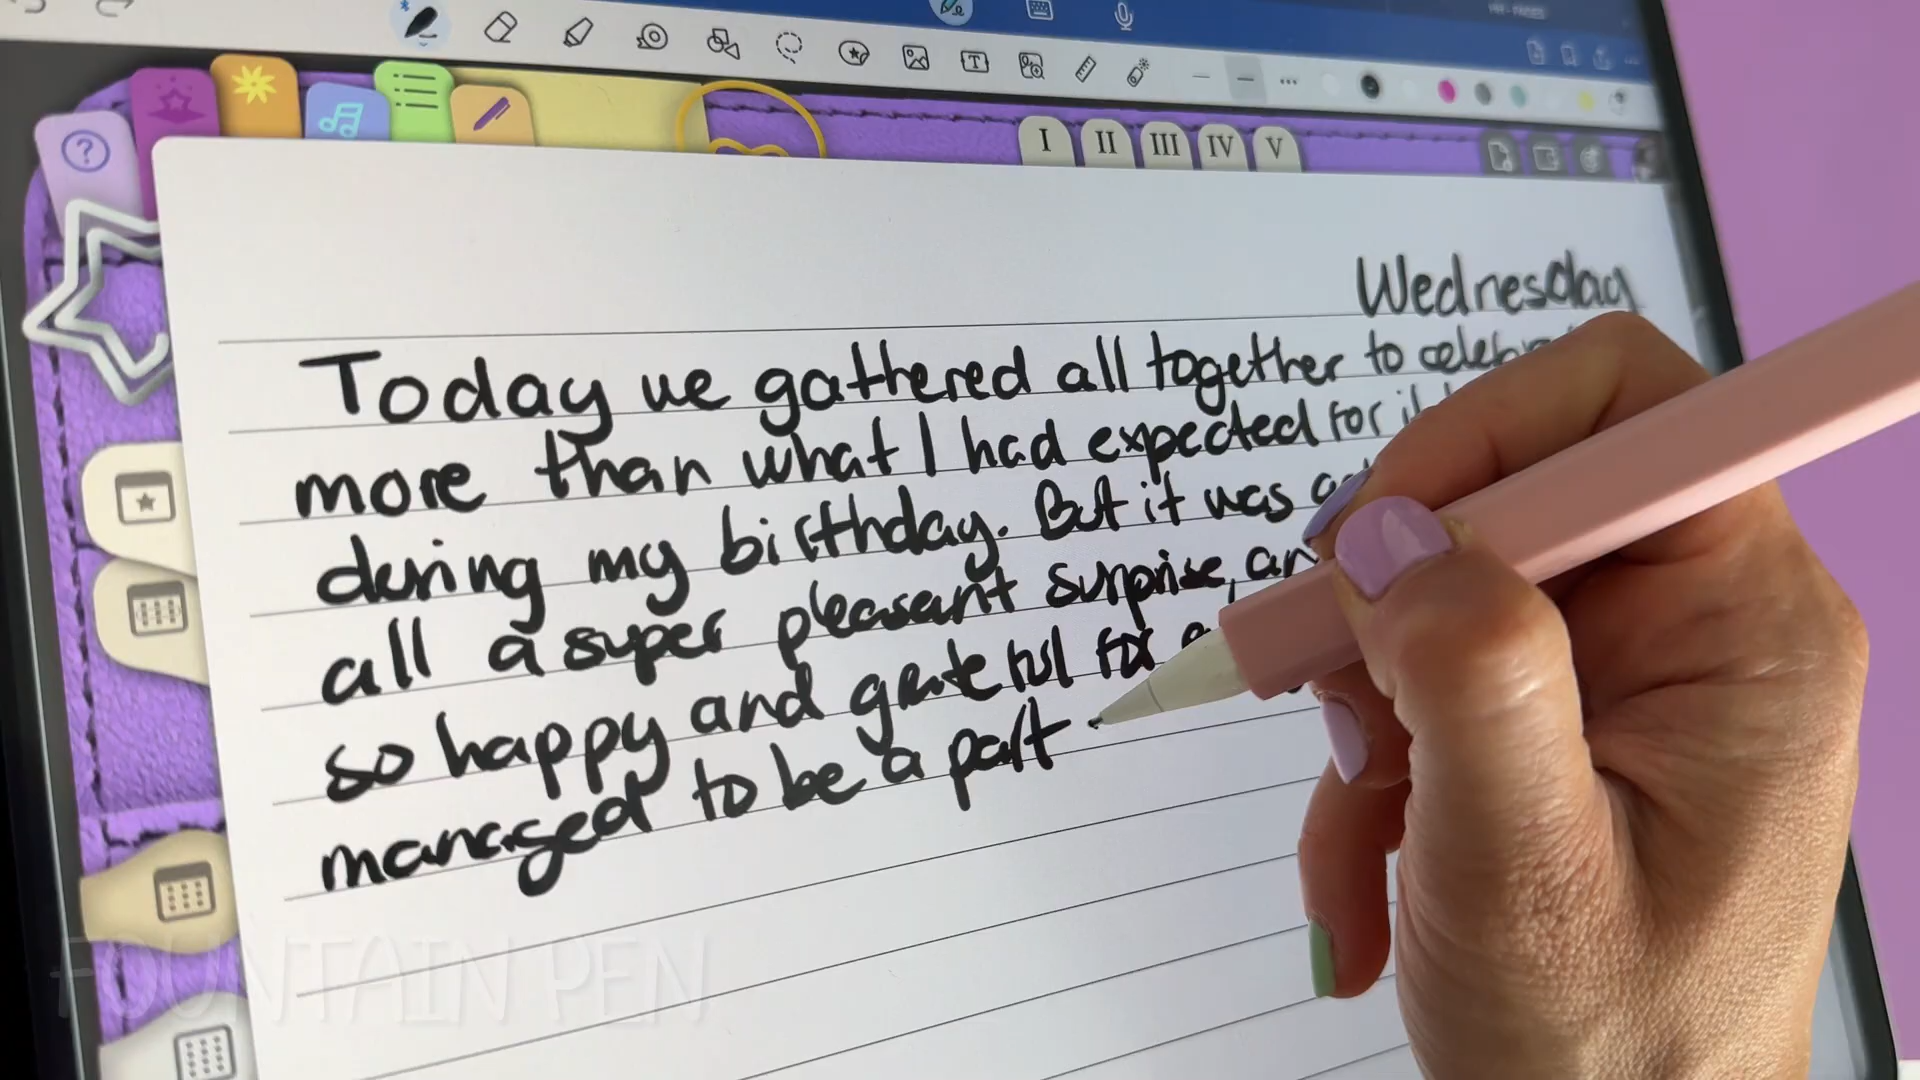 I II III IV V
Wednesday
Today we gathered all together to
more than what I had expected for
during my birthday. But it was
all a super pleasant surprise,
so happy and grateful for
managed to be a part
FOUNTAIN PEN